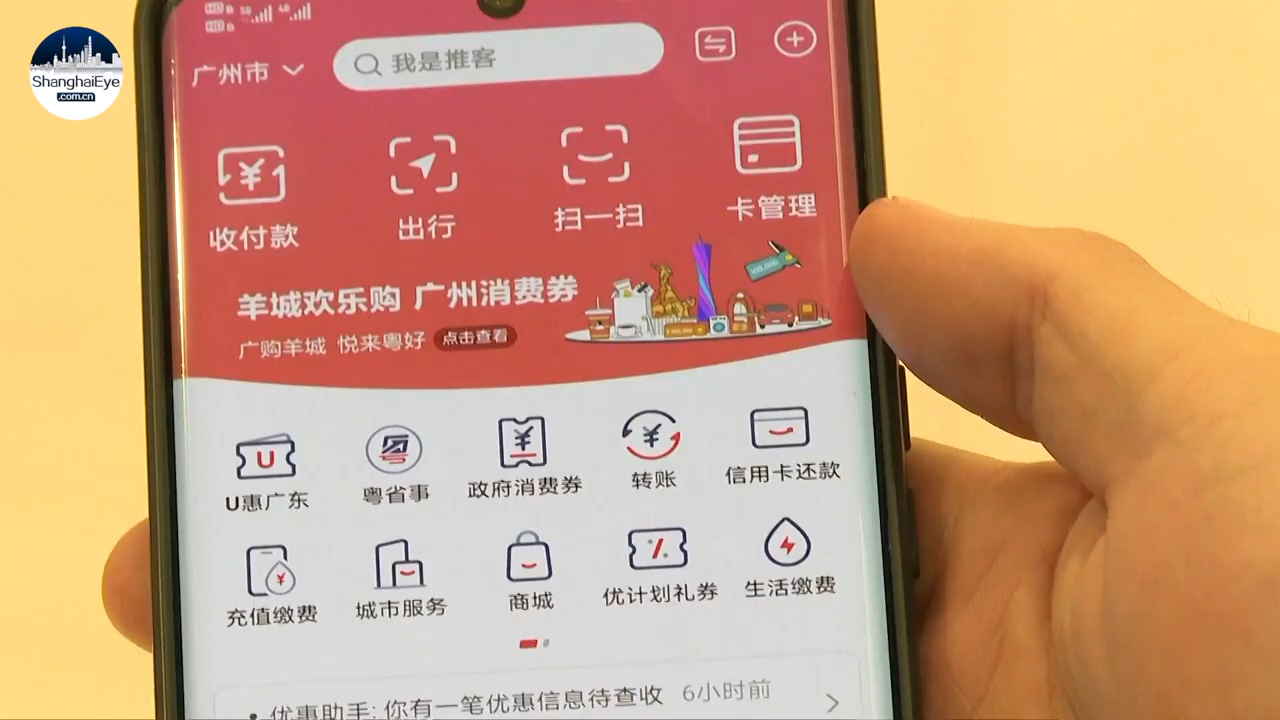 ShanghaiEye
.com.cn
HD 5G 4G
HD
广州市
我是推客
收付款
出行
扫一扫
卡管理
羊城欢乐购 广州消费券
广购羊城 悦来粤好 点击查看
U惠广东
粤省事
政府消费券
转账
信用卡还款
充值缴费
城市服务
商城
优计划礼券
生活缴费
优惠助手: 你有一笔优惠信息待查收 6小时前